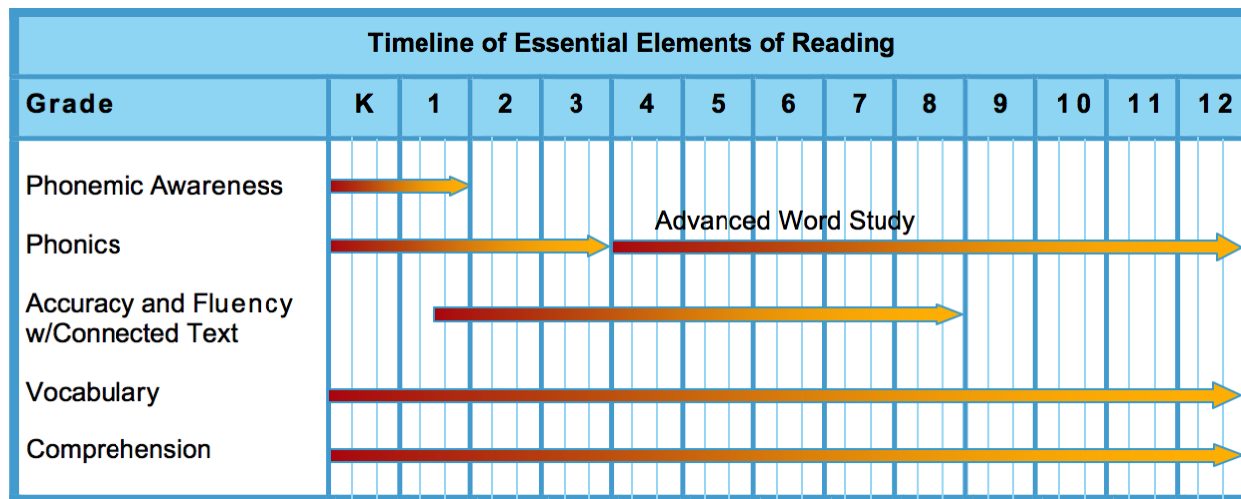 Timeline of Essential Elements of Reading
Grade K 1 2 3 4 5 6 7 8 9 10 11 12
Phonemic Awareness
Advanced Word Study
Phonics
Accuracy and Fluency
w/Connected Text
Vocabulary
Comprehension